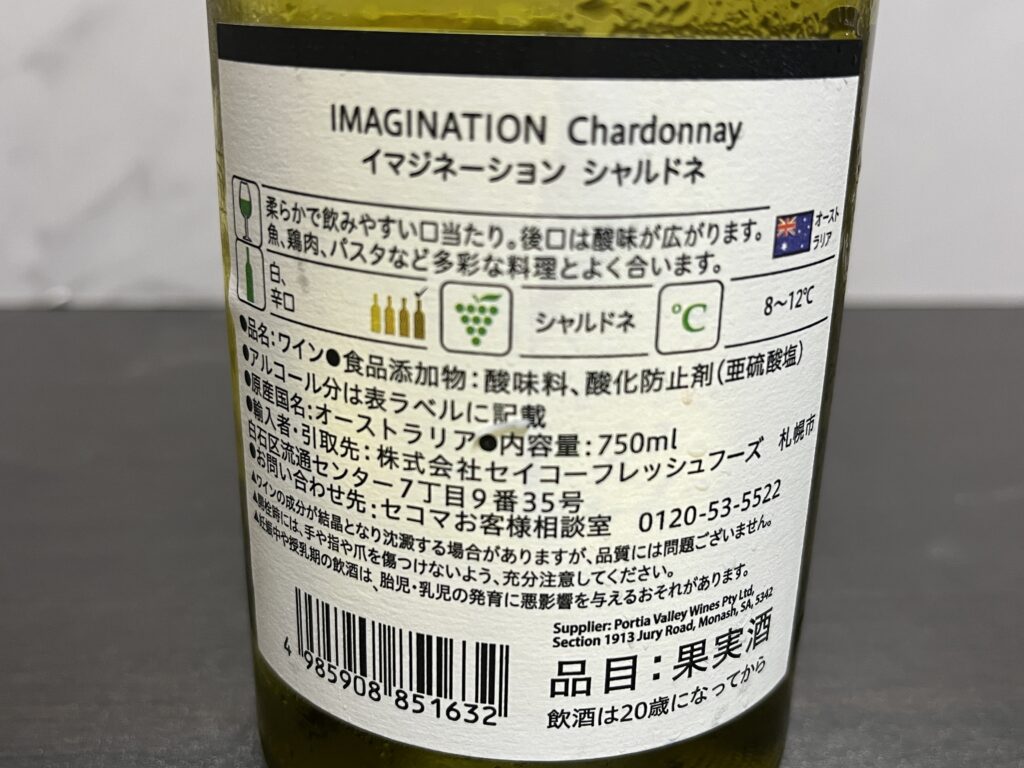 IMAGINATION Chardonnay
イマジネーション シャルドネ
柔らかで飲みやすい口当たり。後口は酸味が広がります。
魚、鶏肉、パスタなど多彩な料理とよく合います。
オースト
ラリア
白、
辛口
シャルドネ
℃
8～12℃
●品名：ワイン●食品添加物：酸味料、酸化防止剤（亜硫酸塩）
●アルコール分は表ラベルに記載
●原産国名：オーストラリア●内容量：750ml
●輸入者・引取先：株式会社セイコーフレッシュフーズ 札幌市
白石区流通センター7丁目9番35号
●お問い合わせ先：セコマお客様相談室 0120-53-5522
▲ワインの成分が結晶となり沈澱する場合がありますが、品質には問題ございません。
▲開栓時には、手や指や爪を傷つけないよう、充分注意してください。
▲妊娠中や授乳期の飲酒は、胎児・乳児の発育に悪影響を与えるおそれがあります。
Supplier: Portia Valley Wines Pty Ltd,
Section 1913 Jury Road, Monash, SA, 5342
品目：果実酒
飲酒は20歳になってから
4 985908 851632